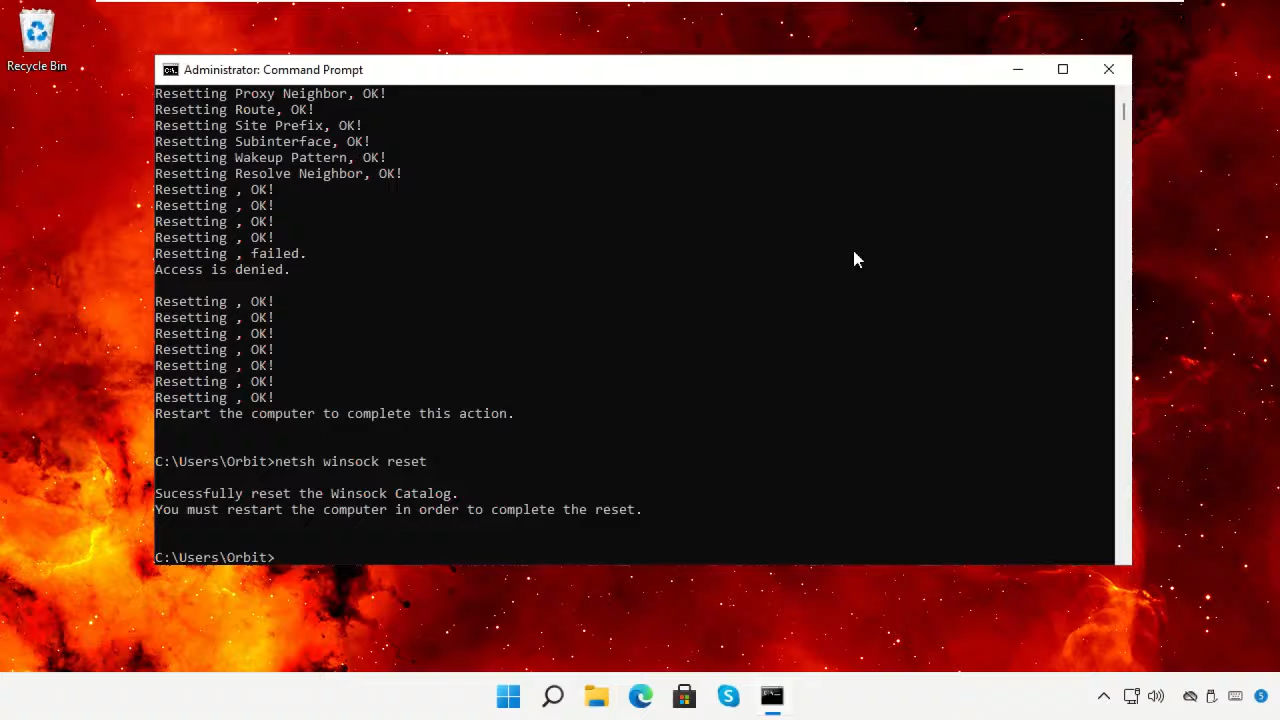 Recycle Bin
Administrator: Command Prompt
Resetting Proxy Neighbor, OK!
Resetting Route, OK!
Resetting Site Prefix, OK!
Resetting Subinterface, OK!
Resetting Wakeup Pattern, OK!
Resetting Resolve Neighbor, OK!
Resetting , OK!
Resetting , OK!
Resetting , OK!
Resetting , OK!
Resetting , failed.
Access is denied.
Resetting , OK!
Resetting , OK!
Resetting , OK!
Resetting , OK!
Resetting , OK!
Resetting , OK!
Resetting , OK!
Restart the computer to complete this action.
C:\Users\Orbit>netsh winsock reset
Sucessfully reset the Winsock Catalog.
You must restart the computer in order to complete the reset.
C:\Users\Orbit>
5